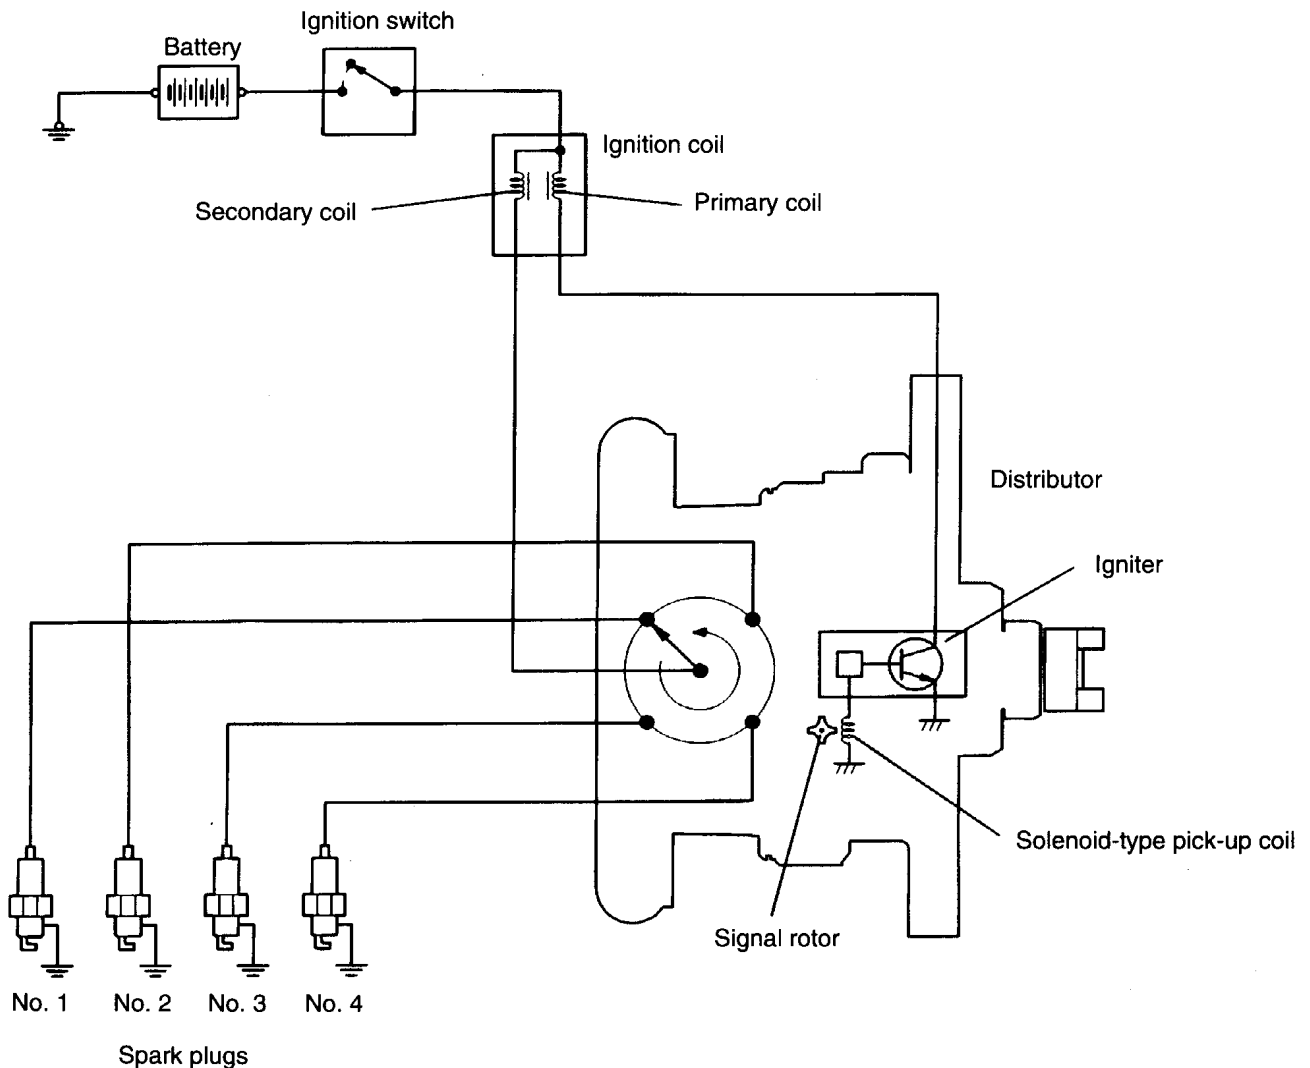 Ignition switch
Battery
Ignition coil
Secondary coil
Primary coil
Distributor
Igniter
Solenoid-type pick-up coil
Signal rotor
No. 1
No. 2
No. 3
No. 4
Spark plugs